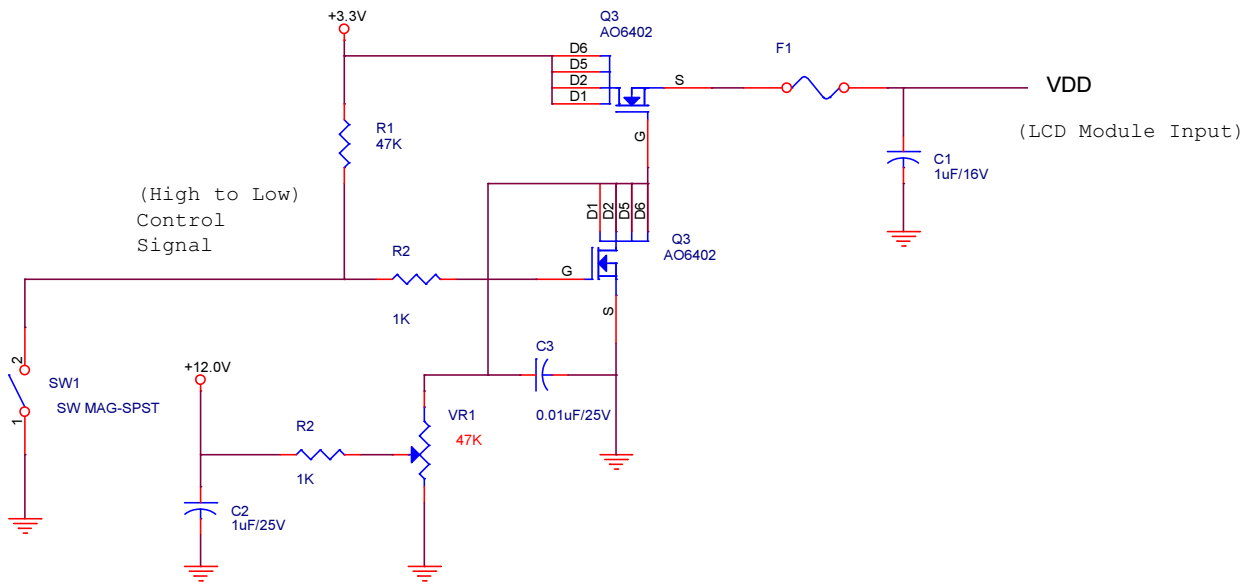 +3.3V
Q3
AO6402
D6
D5
D2
D1
S
G
F1
VDD
(LCD Module Input)
R1
47K
C1
1uF/16V
(High to Low)
Control
Signal
D1
D2
D5
D6
Q3
AO6402
R2
1K
G
S
2
1
SW1
SW MAG-SPST
+12.0V
C3
0.01uF/25V
VR1
47K
R2
1K
C2
1uF/25V